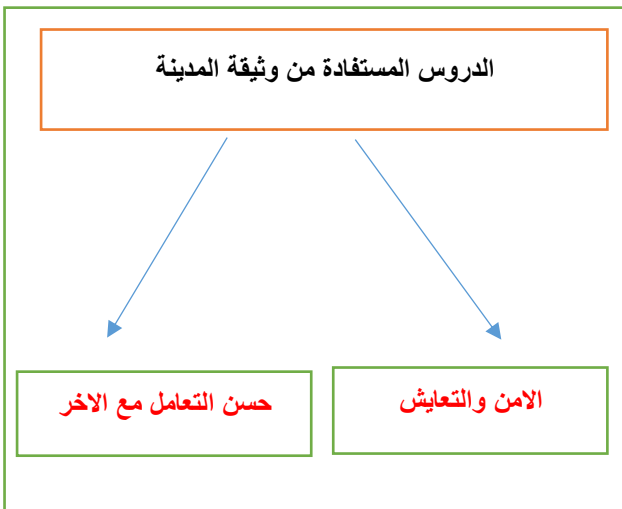 الدروس المستفادة من وثيقة المدينة
الامن والتعايش
حسن التعامل مع الاخر